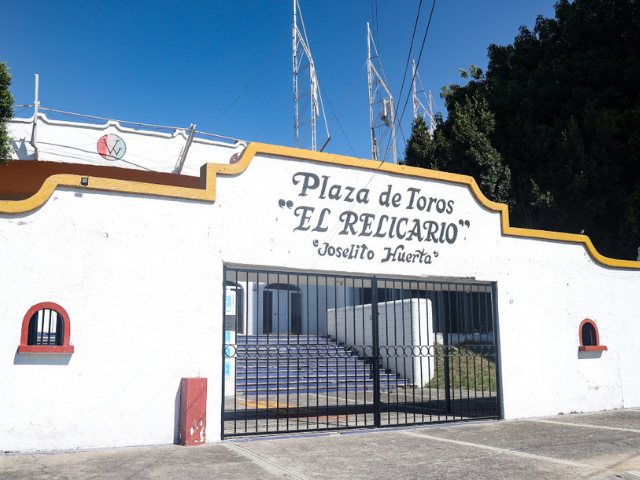 Plaza de Toros
"EL RELICARIO"
"Joselito Huerta"